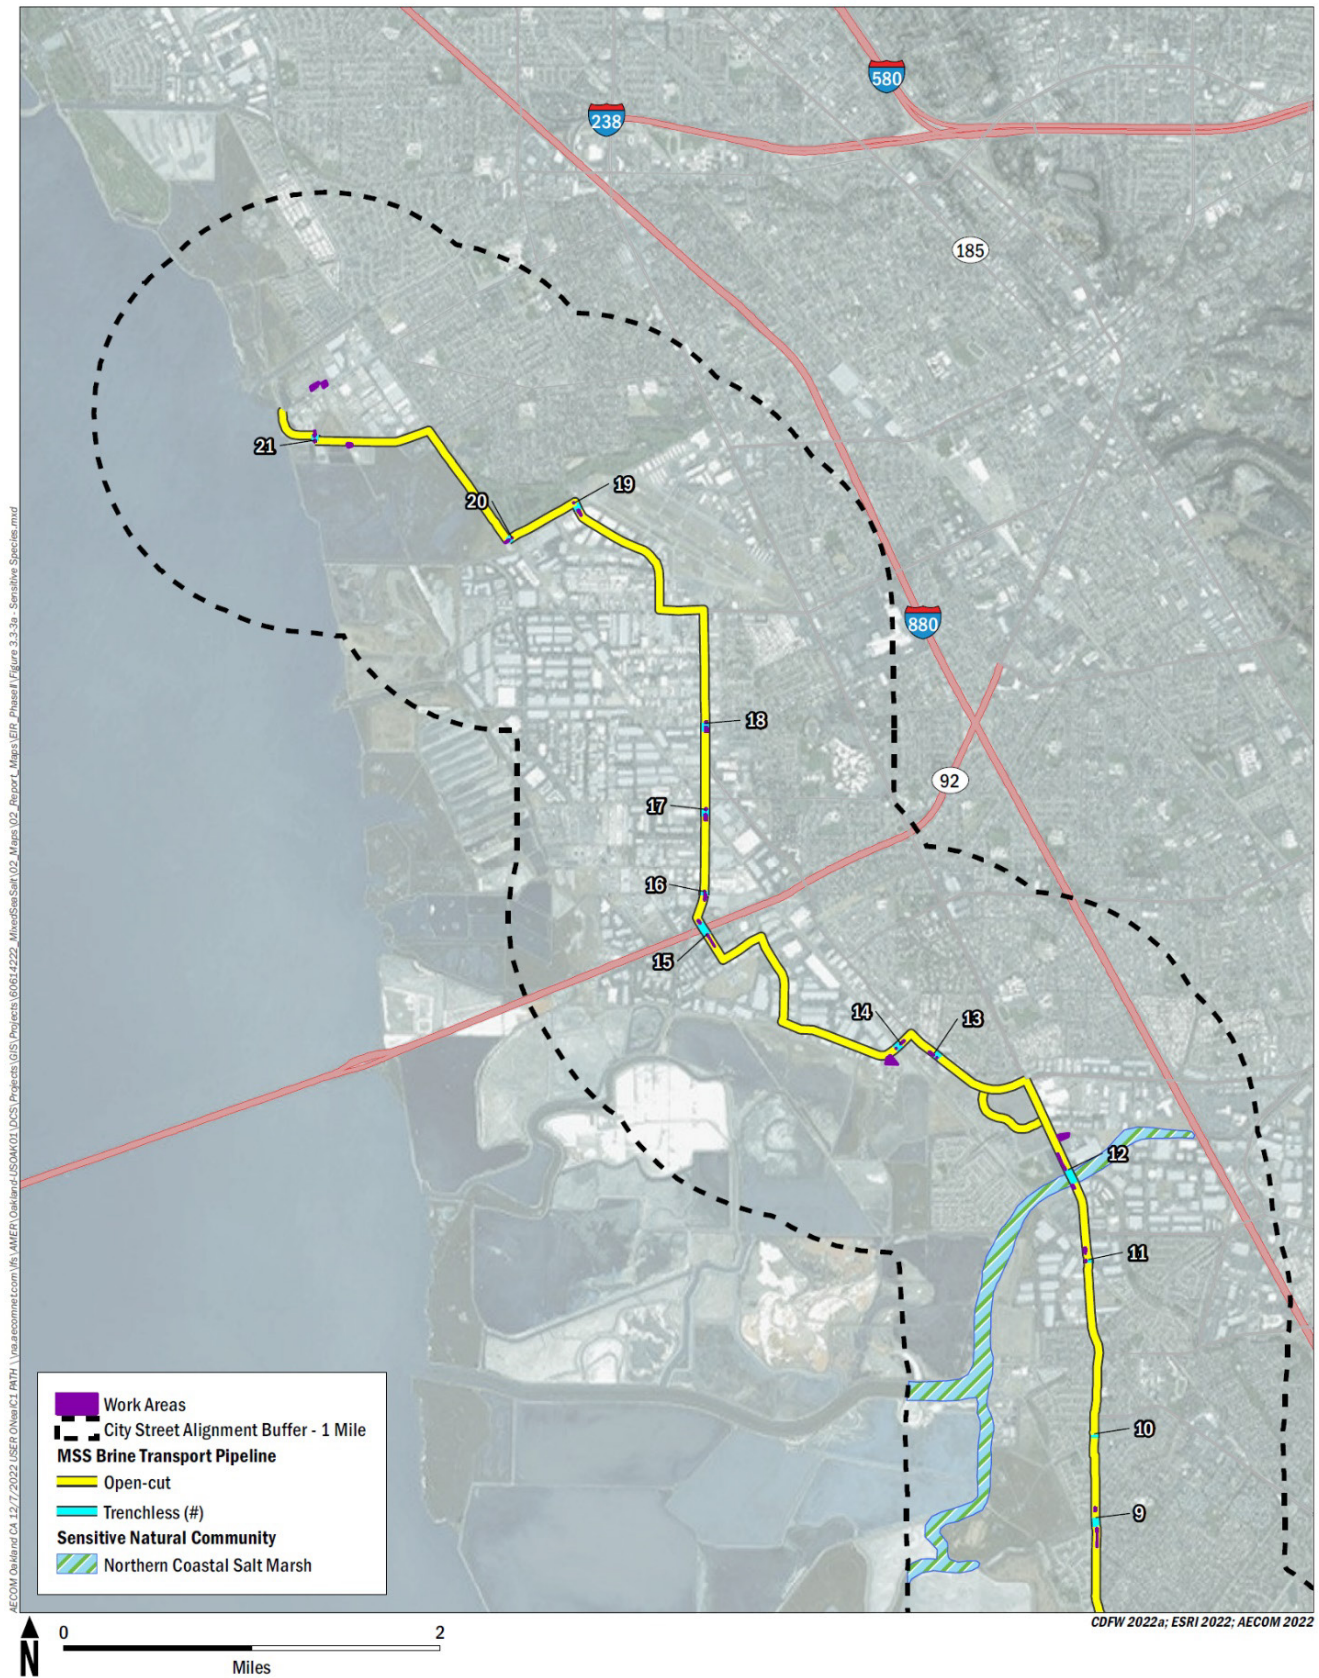 580
238
185
21
19
20
880
18
92
17
16
15
14
13
12
11
10
9
Work Areas
City Street Alignment Buffer - 1 Mile
MSS Brine Transport Pipeline
Open-cut
Trenchless (#)
Sensitive Natural Community
Northern Coastal Salt Marsh
CDFW 2022a; ESRI 2022; AECOM 2022
N
0 2
Miles